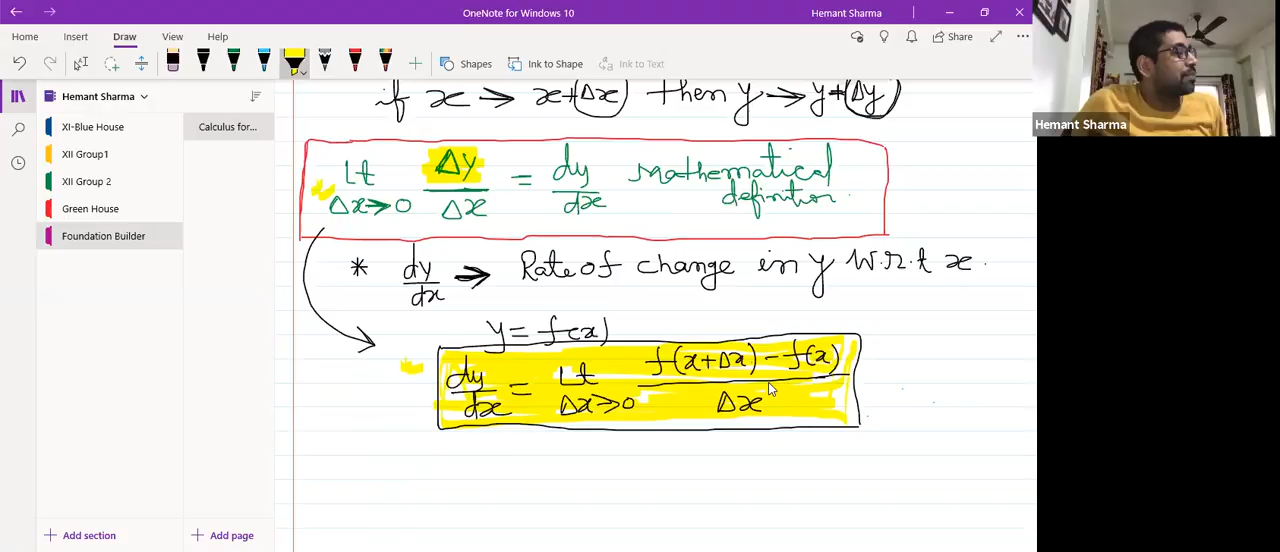 OneNote for Windows 10
Hemant Sharma
Home Insert Draw View Help
Share
Shapes Ink to Shape Ink to Text
Hemant Sharma
Calculus for...
XI-Blue House
XII Group1
XII Group 2
Green House
Foundation Builder
Add section
Add page
if x → x+Δx then y → y+Δy
Lt Δx→0 Δy/Δx = dy/dx Mathematical definition.
* dy/dx → Rate of change in y w.r.t x.
y = f(x)
dy/dx = Lt Δx→0 f(x+Δx) - f(x) / Δx
Hemant Sharma